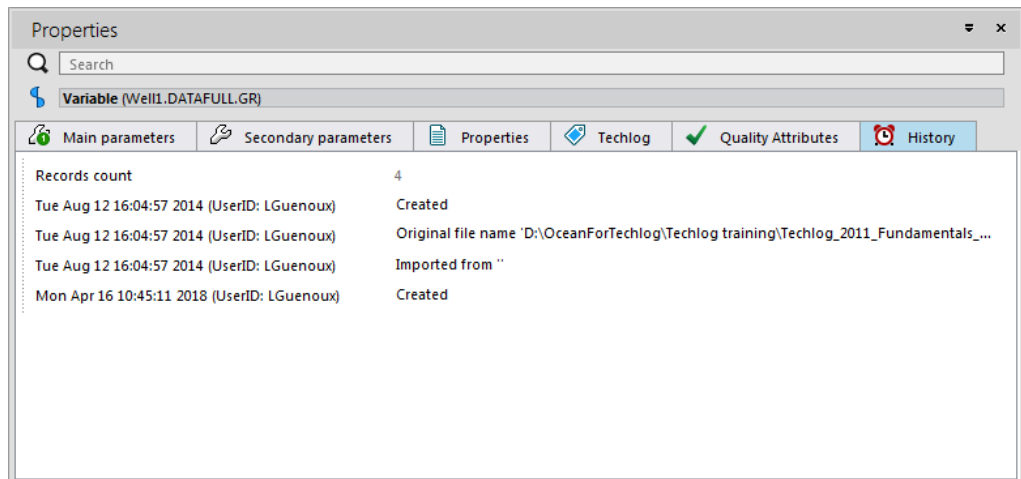 Properties
Search
Variable (Well1.DATAFULL.GR)
Main parameters Secondary parameters Properties Techlog Quality Attributes History
Records count 4
Tue Aug 12 16:04:57 2014 (UserID: LGuenoux) Created
Tue Aug 12 16:04:57 2014 (UserID: LGuenoux) Original file name 'D:\OceanForTechlog\Techlog training\Techlog_2011_Fundamentals_...
Tue Aug 12 16:04:57 2014 (UserID: LGuenoux) Imported from ''
Mon Apr 16 10:45:11 2018 (UserID: LGuenoux) Created